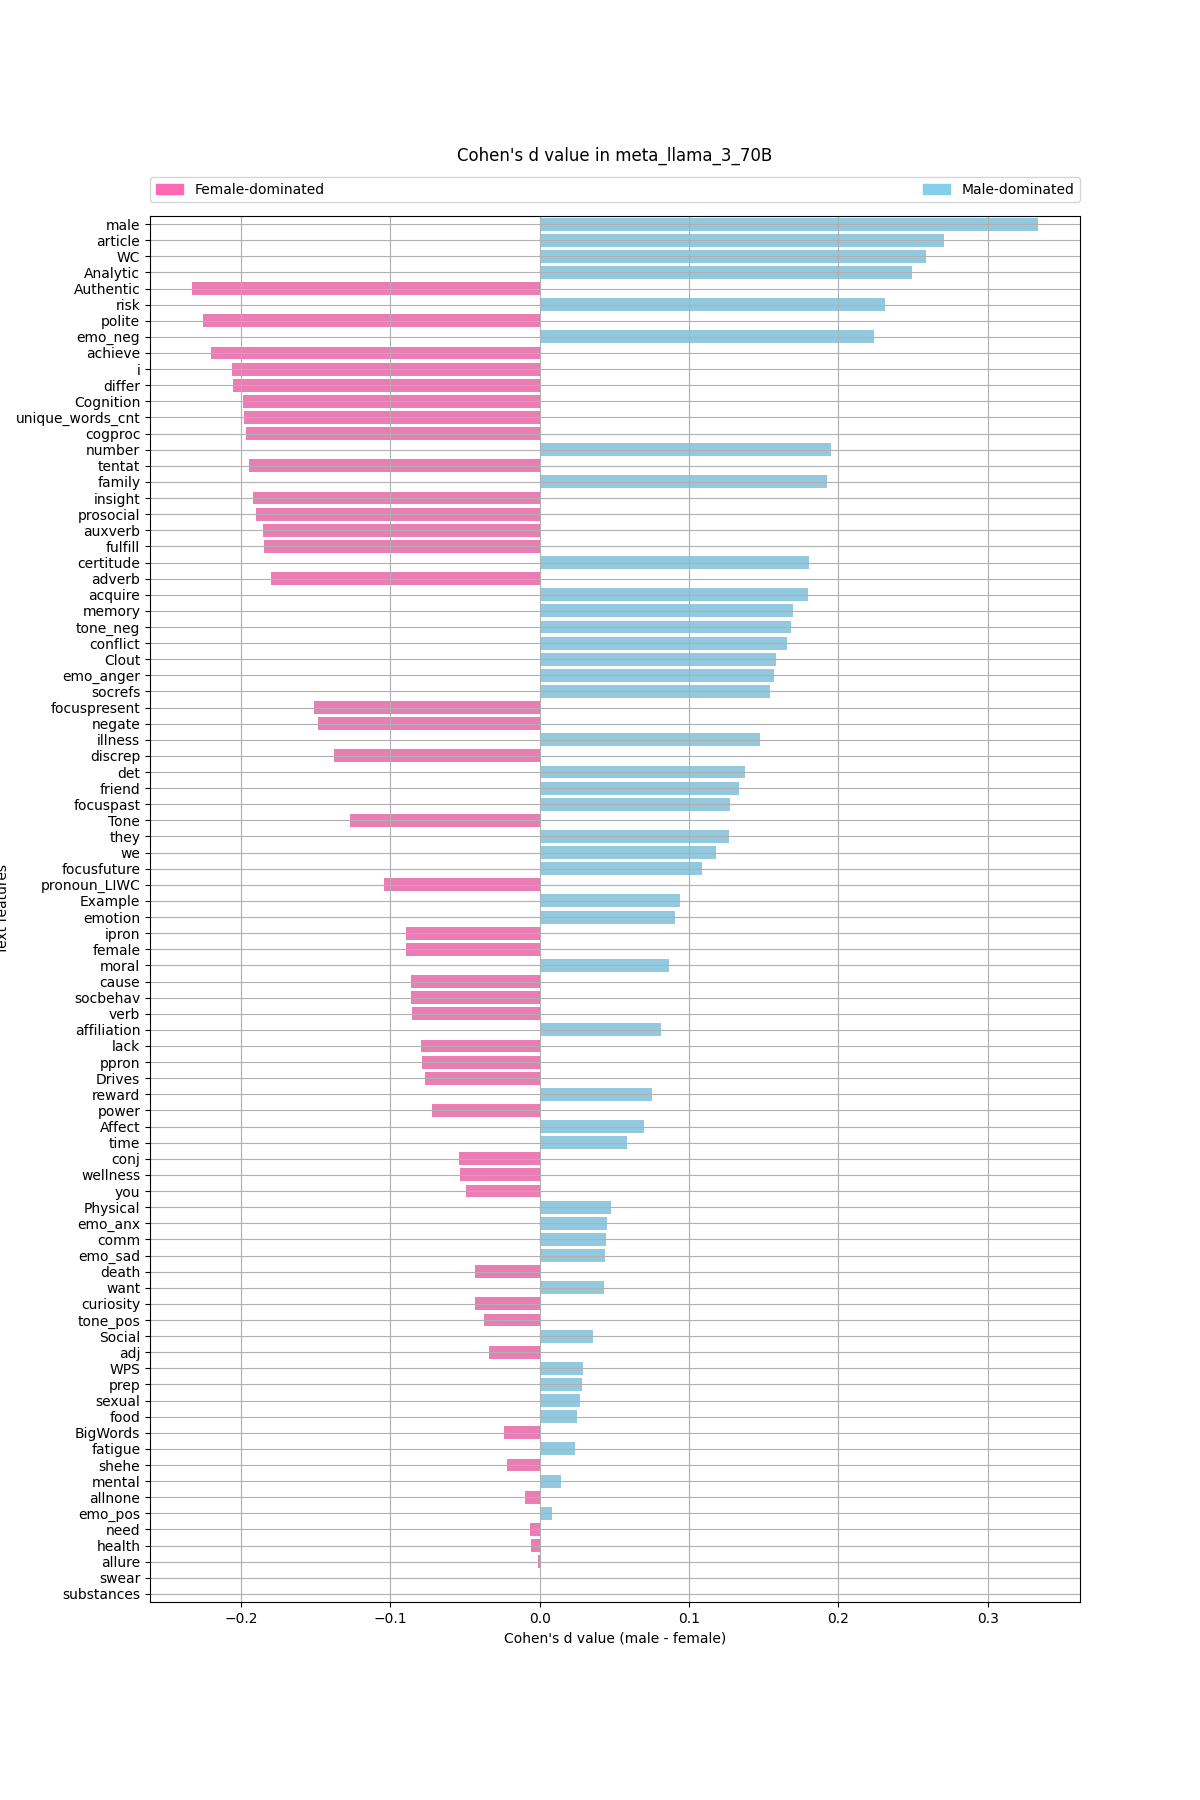 Cohen's d value in meta_llama_3_70B
Female-dominated
Male-dominated
male
article
WC
Analytic
Authentic
risk
polite
emo_neg
achieve
i
differ
Cognition
unique_words_cnt
cogproc
number
tentat
family
insight
prosocial
auxverb
fulfill
certitude
adverb
acquire
memory
tone_neg
conflict
Clout
emo_anger
socrefs
focuspresent
negate
illness
discrep
det
friend
focuspast
Tone
they
we
focusfuture
pronoun_LIWC
Example
emotion
ipron
female
moral
cause
socbehav
verb
affiliation
lack
ppron
Drives
reward
power
Affect
time
conj
wellness
you
Physical
emo_anx
comm
emo_sad
death
want
curiosity
tone_pos
Social
adj
WPS
prep
sexual
food
BigWords
fatigue
shehe
mental
allnone
emo_pos
need
health
allure
swear
substances
−0.2
−0.1
0.0
0.1
0.2
0.3
Cohen's d value (male - female)
features